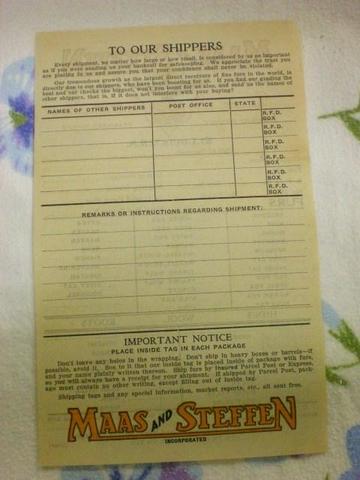 TO OUR SHIPPERS
Every shipment, no matter how large or how small, is considered by us as important
as if you were sending us your bankroll for safekeeping. We appreciate the trust you
are placing in us and assure you that your confidence shall never be violated.
Our tremendous growth as the largest direct receivers of fine furs in the world, is
directly due to our shippers, who have been boosting for us. If you find our grading the
best and our checks the biggest, won't you boost for us also, and send us the names of
other shippers, that is, if it does not interfere with your buying?
NAMES OF OTHER SHIPPERS POST OFFICE STATE
R.F.D.
BOX
R.F.D.
BOX
R.F.D.
BOX
R.F.D.
BOX
R.F.D.
BOX
R.F.D.
BOX
REMARKS OR INSTRUCTIONS REGARDING SHIPMENT:
IMPORTANT NOTICE
PLACE INSIDE TAG IN EACH PACKAGE
Don't leave any holes in the wrapping. Don't ship in heavy boxes or barrels—if
possible, avoid it. See to it that our inside tag is placed inside of package with furs,
and your name plainly written thereon. Ship furs by Insured Parcel Post or Express,
so you will always have a receipt for your shipment. If shipped by Parcel Post, pack-
age must contain no other writing, except filling out of inside tag.
Shipping tags and any special information, market reports, etc., all sent free.
MAAS AND STEFFEN
INCORPORATED